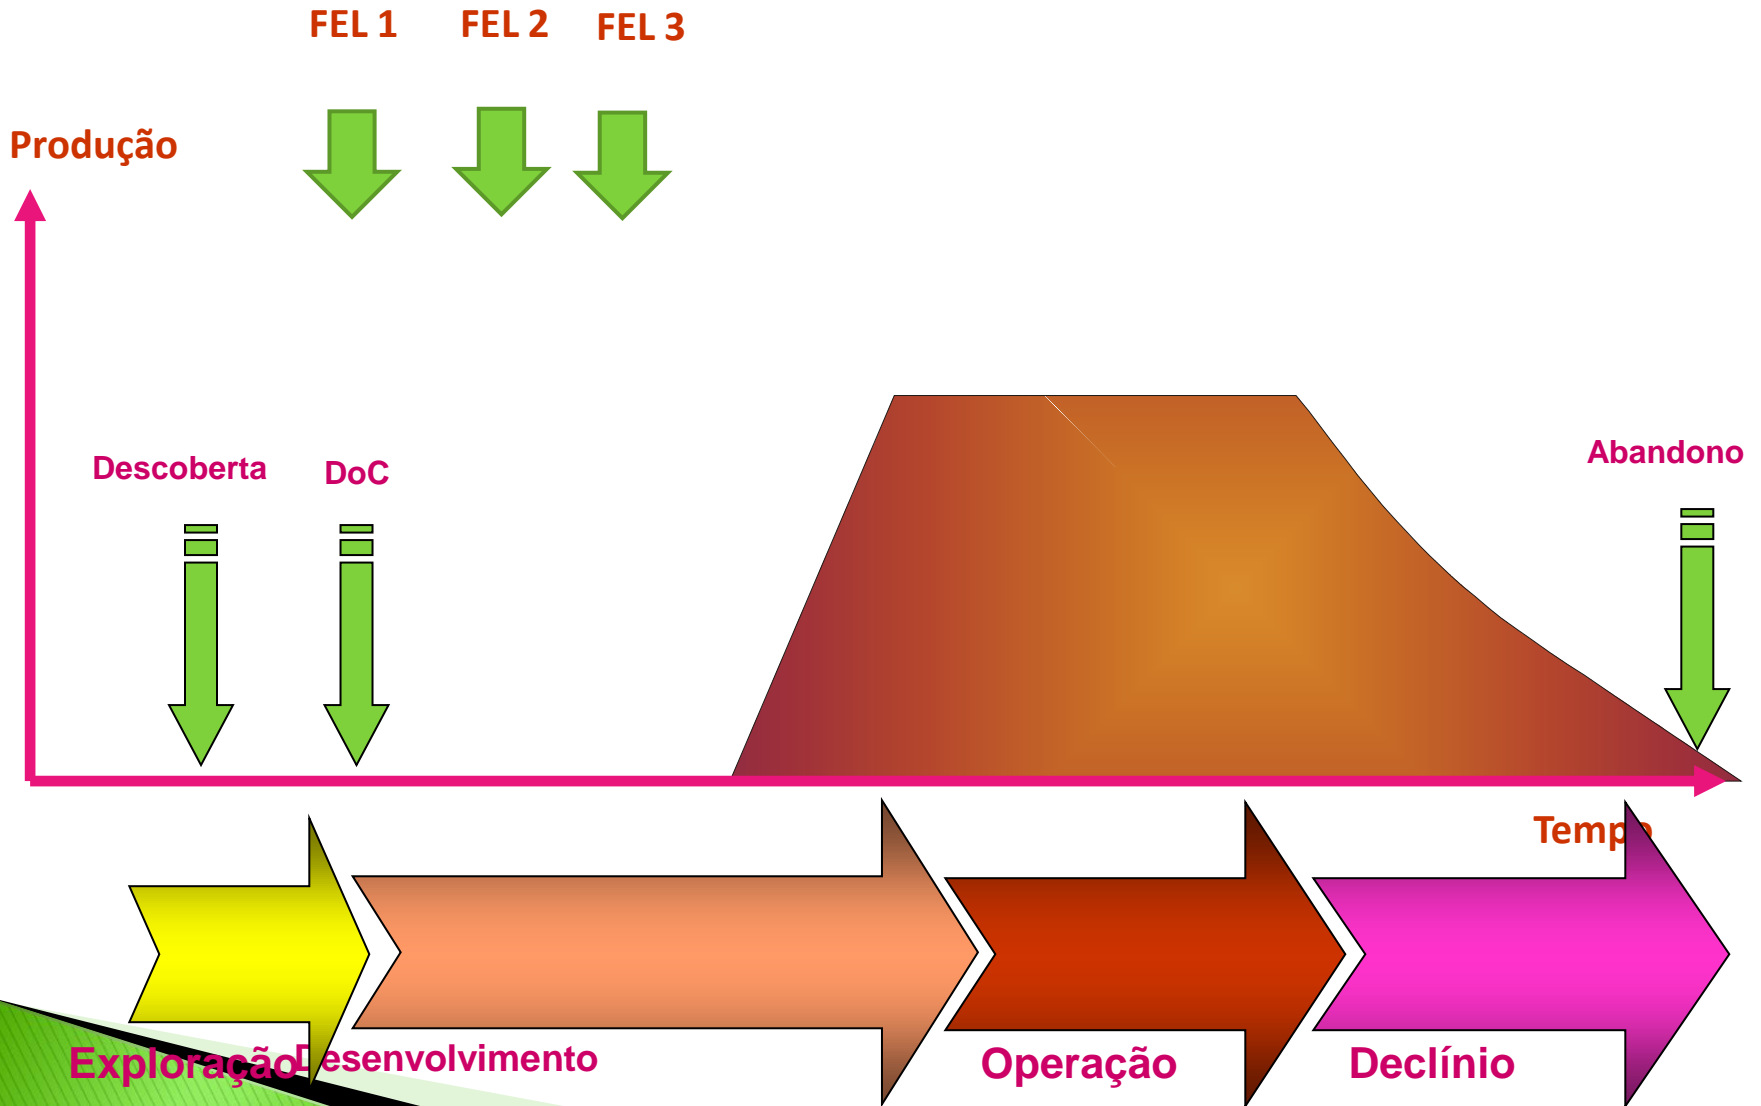 FEL 1 FEL 2 FEL 3
Produção
Descoberta DoC Abandono
Tempo
Exploração Desenvolvimento Operação Declínio